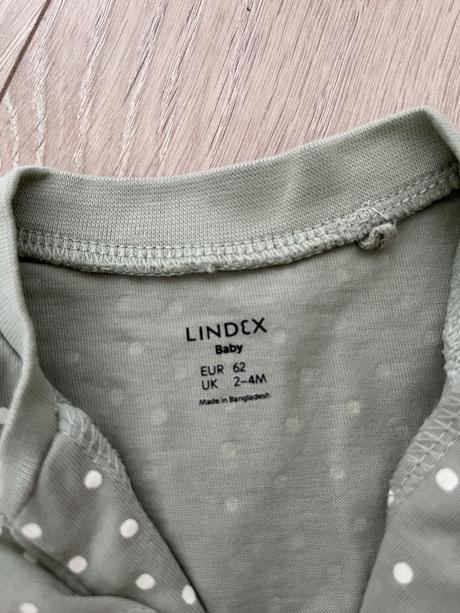 LINDEX
Baby
EUR 62
UK 2-4M
Made in Bangladesh